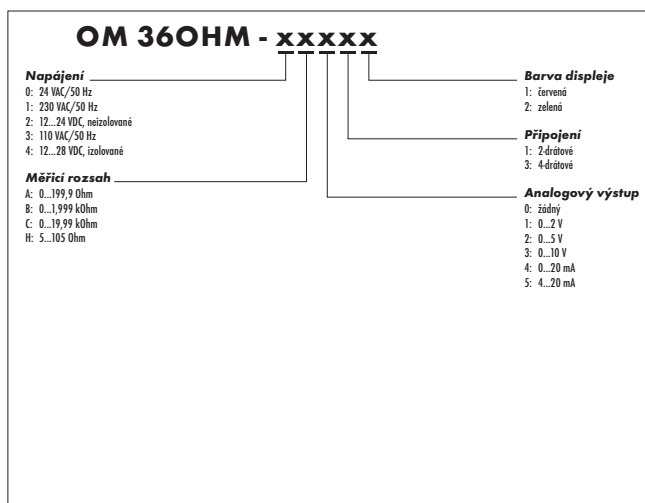 OM 36OHM - xxxxx
Napájení
0: 24 VAC/50 Hz
1: 230 VAC/50 Hz
2: 12...24 VDC, neizolované
3: 110 VAC/50 Hz
4: 12...28 VDC, izolované
Měřicí rozsah
A: 0...199,9 Ohm
B: 0...1,999 kOhm
C: 0...19,99 kOhm
H: 5...105 Ohm
Barva displeje
1: červená
2: zelená
Připojení
1: 2-drátové
3: 4-drátové
Analogový výstup
0: žádný
1: 0...2 V
2: 0...5 V
3: 0...10 V
4: 0...20 mA
5: 4...20 mA